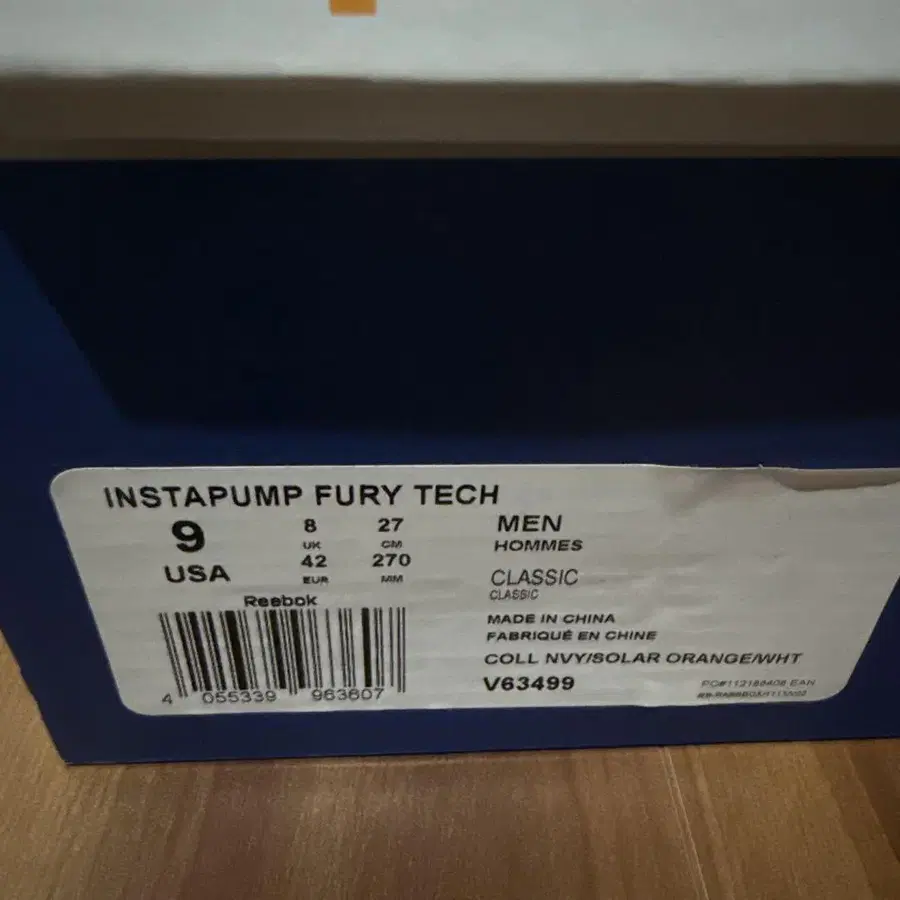 INSTAPUMP FURY TECH
9
USA
8
UK
42
EUR
27
CM
270
MM
MEN
HOMMES
CLASSIC
CLASSIC
Reebok
4 055339 963607
MADE IN CHINA
FABRIQUÉ EN CHINE
COLL NVY/SOLAR ORANGE/WHT
V63499
EAN